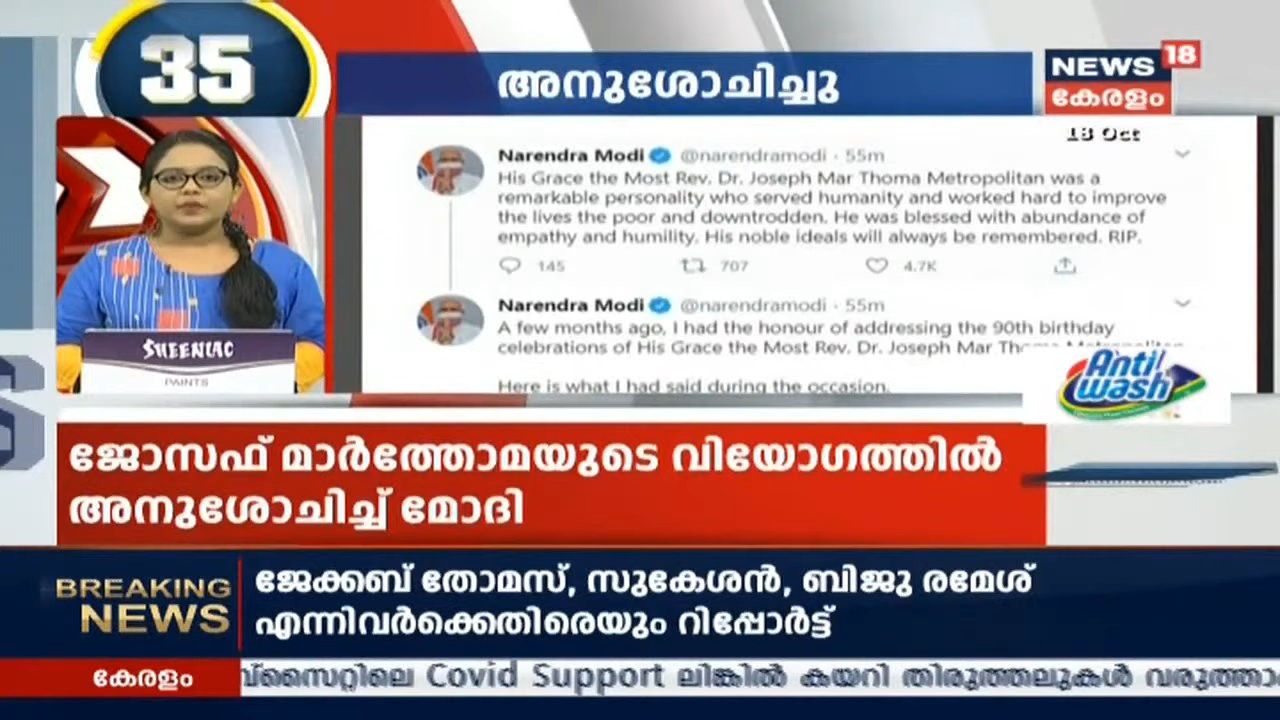 35
അനുശോചിച്ചു
NEWS 18
കേരളം
18 Oct
Narendra Modi @narendramodi · 55m
His Grace the Most Rev. Dr. Joseph Mar Thoma Metropolitan was a
remarkable personality who served humanity and worked hard to improve
the lives the poor and downtrodden. He was blessed with abundance of
empathy and humility. His noble ideals will always be remembered. RIP.
145 707 4.7K
Narendra Modi @narendramodi · 55m
A few months ago, I had the honour of addressing the 90th birthday
celebrations of His Grace the Most Rev. Dr. Joseph Mar Thoma Metropolitan
Here is what I had said during the occasion.
SHEENLAC
PAINTS
Anti
wash
ജോസഫ് മാർത്തോമയുടെ വിയോഗത്തിൽ
അനുശോചിച്ച് മോദി
BREAKING
NEWS
ജേക്കബ് തോമസ്, സുകേശൻ, ബിജു രമേശ്
എന്നിവർക്കെതിരെയും റിപ്പോർട്ട്
കേരളം
വ്സൈറ്റിലെ Covid Support ലിങ്കിൽ കയറി തിരുത്തലുകൾ